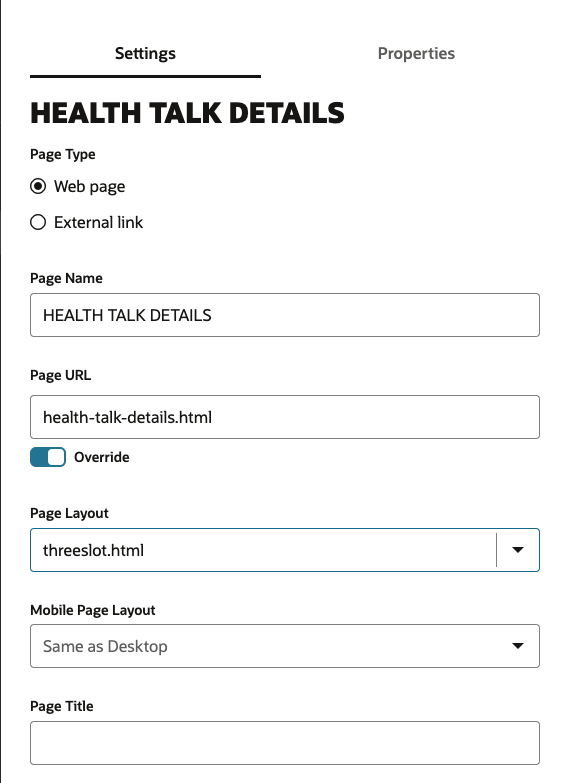 Settings Properties
HEALTH TALK DETAILS
Page Type
Web page
External link
Page Name
HEALTH TALK DETAILS
Page URL
health-talk-details.html
Override
Page Layout
threeslot.html
Mobile Page Layout
Same as Desktop
Page Title